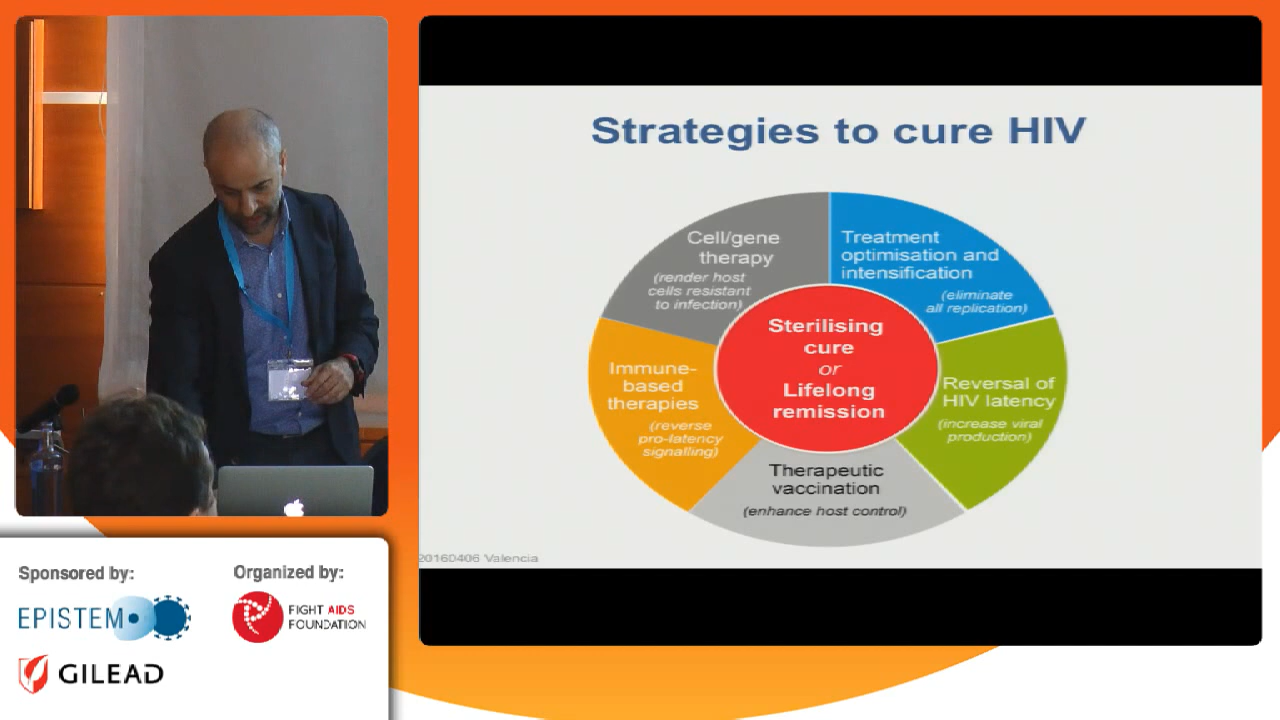 Strategies to cure HIV
Cell/gene
therapy
(render host
cells resistant
to infection)
Treatment
optimisation and
intensification
(eliminate
all replication)
Sterilising
cure
or
Lifelong
remission
Immune-
based
therapies
(reverse
pro-latency
signalling)
Reversal of
HIV latency
(increase viral
production)
Therapeutic
vaccination
(enhance host control)
20160406 Valencia
Sponsored by:
EPISTEM
GILEAD
Organized by:
FIGHT AIDS
FOUNDATION